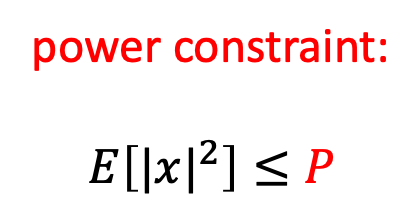 power constraint:
E[|x|²] ≤ P